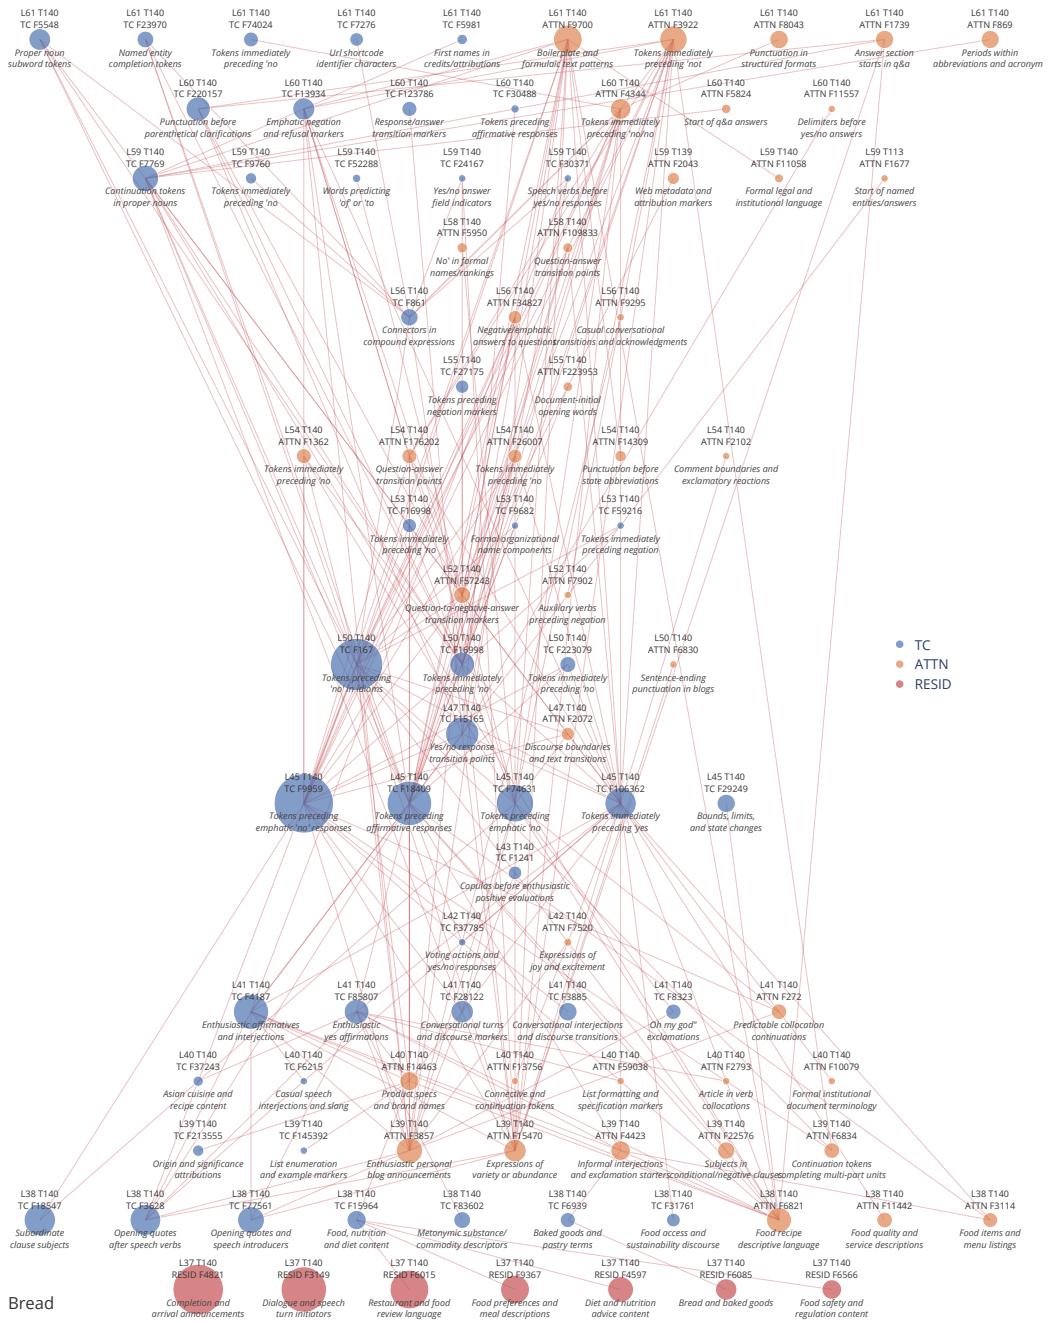 L61 T140
TC F5548
Proper noun
subword tokens
L61 T140
TC F23970
Named entity
completion tokens
L61 T140
TC F74024
Tokens immediately
preceding 'no
L61 T140
TC F7276
Url shortcode
identifier characters
L61 T140
TC F5981
First names in
credits/attributions
L61 T140
ATTN F9700
Boilerplate and
formulaic text patterns
L61 T140
ATTN F3922
Tokens immediately
preceding 'not
L61 T140
ATTN F8043
Punctuation in
structured formats
L61 T140
ATTN F1739
Answer section
starts in q&a
L61 T140
ATTN F869
Periods within
abbreviations and acronym
L60 T140
TC F220157
Punctuation before
parenthetical clarifications
L60 T140
TC F13934
Emphatic negation
and refusal markers
L60 T140
TC F123786
Response/answer
transition markers
L60 T140
TC F30488
Tokens preceding
affirmative responses
L60 T140
ATTN F4344
Tokens immediately
preceding 'no/no
L60 T140
ATTN F5824
Start of q&a answers
L60 T140
ATTN F11557
Delimiters before
yes/no answers
L59 T140
TC F7769
Continuation tokens
in proper nouns
L59 T140
TC F9760
Tokens immediately
preceding 'no
L59 T140
TC F52288
Words predicting
'of' or 'to
L59 T140
TC F24167
Yes/no answer
field indicators
L59 T140
TC F30371
Speech verbs before
yes/no responses
L59 T139
ATTN F2043
Web metadata and
attribution markers
L59 T140
ATTN F11058
Formal legal and
institutional language
L59 T113
ATTN F1677
Start of named
entities/answers
L58 T140
ATTN F5950
No' in formal
names/rankings
L58 T140
ATTN F109833
Question-answer
transition points
L56 T140
TC F861
Connectors in
compound expressions
L56 T140
ATTN F34827
Negative/emphatic
answers to questions
L56 T140
ATTN F9295
Casual conversational
transitions and acknowledgments
L55 T140
TC F27175
Tokens preceding
negation markers
L55 T140
ATTN F223953
Document-initial
opening words
L54 T140
ATTN F1362
Tokens immediately
preceding 'no
L54 T140
ATTN F176202
Question-answer
transition points
L54 T140
ATTN F26007
Tokens immediately
preceding 'no
L54 T140
ATTN F14309
Punctuation before
state abbreviations
L54 T140
ATTN F2102
Comment boundaries and
exclamatory reactions
L53 T140
TC F16998
Tokens immediately
preceding 'no
L53 T140
TC F9682
Formal organizational
name components
L53 T140
TC F59216
Tokens immediately
preceding negation
L52 T140
ATTN F57243
Question-to-negative-answer
transition markers
L52 T140
ATTN F7902
Auxiliary verbs
preceding negation
L50 T140
TC F167
Tokens preceding
'no' in idioms
L50 T140
TC F16998
Tokens immediately
preceding 'no
L50 T140
TC F223079
Tokens immediately
preceding 'no
L50 T140
ATTN F6830
Sentence-ending
punctuation in blogs
TC
ATTN
RESID
L47 T140
TC F15165
Yes/no response
transition points
L47 T140
ATTN F2072
Discourse boundaries
and text transitions
L45 T140
TC F9959
Tokens preceding
emphatic 'no' responses
L45 T140
TC F18409
Tokens preceding
affirmative responses
L45 T140
TC F74631
Tokens preceding
emphatic 'no
L45 T140
TC F106362
Tokens immediately
preceding 'yes
L45 T140
TC F29249
Bounds, limits,
and state changes
L43 T140
TC F1241
Copulas before enthusiastic
positive evaluations
L42 T140
TC F37785
Voting actions and
yes/no responses
L42 T140
ATTN F7520
Expressions of
joy and excitement
L41 T140
TC F4187
Enthusiastic affirmatives
and interjections
L41 T140
TC F85807
Enthusiastic
yes affirmations
L41 T140
TC F28122
Conversational turns
and discourse markers
L41 T140
TC F3885
Conversational interjections
and discourse transitions
L41 T140
TC F8323
Oh my god"
exclamations
L41 T140
ATTN F272
Predictable collocation
continuations
L40 T140
TC F37243
Asian cuisine and
recipe content
L40 T140
TC F6215
Casual speech
interjections and slang
L40 T140
ATTN F14463
Product specs
and brand names
L40 T140
ATTN F13756
Connective and
continuation tokens
L40 T140
ATTN F59038
List formatting and
specification markers
L40 T140
ATTN F2793
Article in verb
collocations
L40 T140
ATTN F10079
Formal institutional
document terminology
L39 T140
TC F213555
Origin and significance
attributions
L39 T140
TC F145392
List enumeration
and example markers
L39 T140
ATTN F3857
Enthusiastic personal
blog announcements
L39 T140
ATTN F15470
Expressions of
variety or abundance
L39 T140
ATTN F4423
Informal interjections
and exclamation starters
L39 T140
ATTN F22576
Subjects in
conditional/negative clauses
L39 T140
ATTN F6834
Continuation tokens
completing multi-part units
L38 T140
TC F18547
Subordinate
clause subjects
L38 T140
TC F3628
Opening quotes
after speech verbs
L38 T140
TC F77561
Opening quotes and
speech introducers
L38 T140
TC F15964
Food, nutrition
and diet content
L38 T140
TC F83602
Metonymic substance/
commodity descriptors
L38 T140
TC F6939
Baked goods and
pastry terms
L38 T140
TC F31761
Food access and
sustainability discourse
L38 T140
ATTN F6821
Food recipe
descriptive language
L38 T140
ATTN F11442
Food quality and
service descriptions
L38 T140
ATTN F3114
Food items and
menu listings
L37 T140
RESID F4821
Completion and
arrival announcements
L37 T140
RESID F3149
Dialogue and speech
turn initiators
L37 T140
RESID F6015
Restaurant and food
review language
L37 T140
RESID F9367
Food preferences and
meal descriptions
L37 T140
RESID F4597
Diet and nutrition
advice content
L37 T140
RESID F6085
Bread and baked goods
L37 T140
RESID F6566
Food safety and
regulation content
Bread